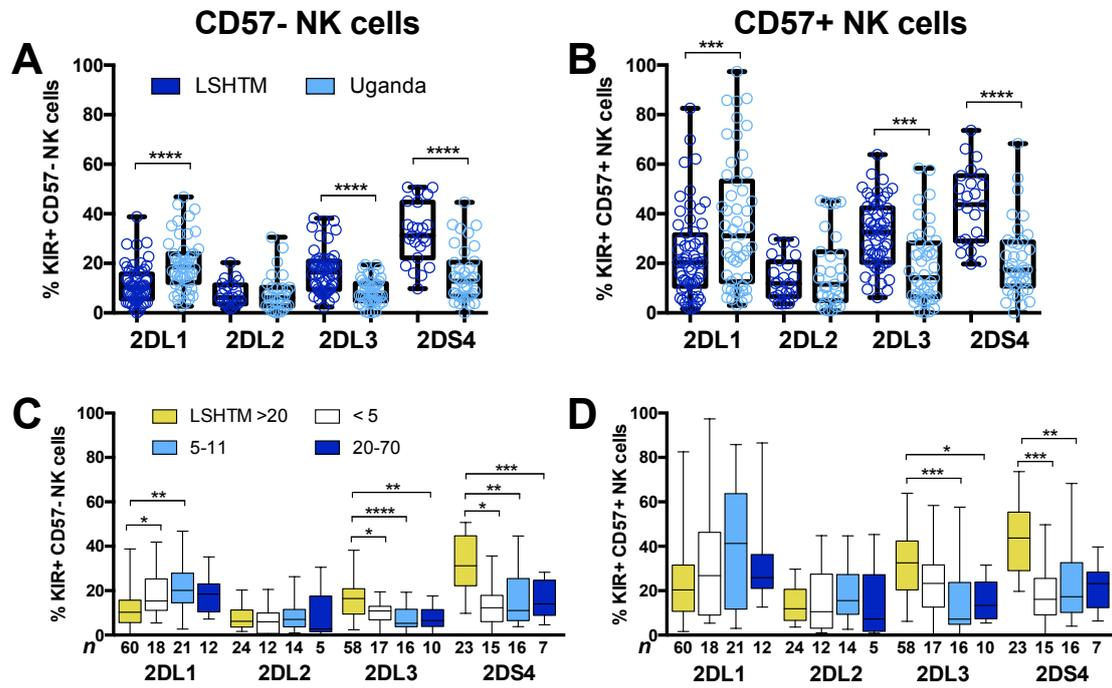 CD57- NK cells
CD57+ NK cells
A
% KIR+ CD57- NK cells
100
80
60
40
20
0
LSHTM
Uganda
****
****
****
2DL1
2DL2
2DL3
2DS4
B
% KIR+ CD57+ NK cells
100
80
60
40
20
0
***
***
****
2DL1
2DL2
2DL3
2DS4
C
% KIR+ CD57- NK cells
100
80
60
40
20
0
LSHTM >20
< 5
5-11
20-70
**
*
**
****
*
***
**
*
n 60 18 21 12 24 12 14 5 58 17 16 10 23 15 16 7
2DL1
2DL2
2DL3
2DS4
D
% KIR+ CD57+ NK cells
100
80
60
40
20
0
*
***
**
***
n 60 18 21 12 24 12 14 5 58 17 16 10 23 15 16 7
2DL1
2DL2
2DL3
2DS4